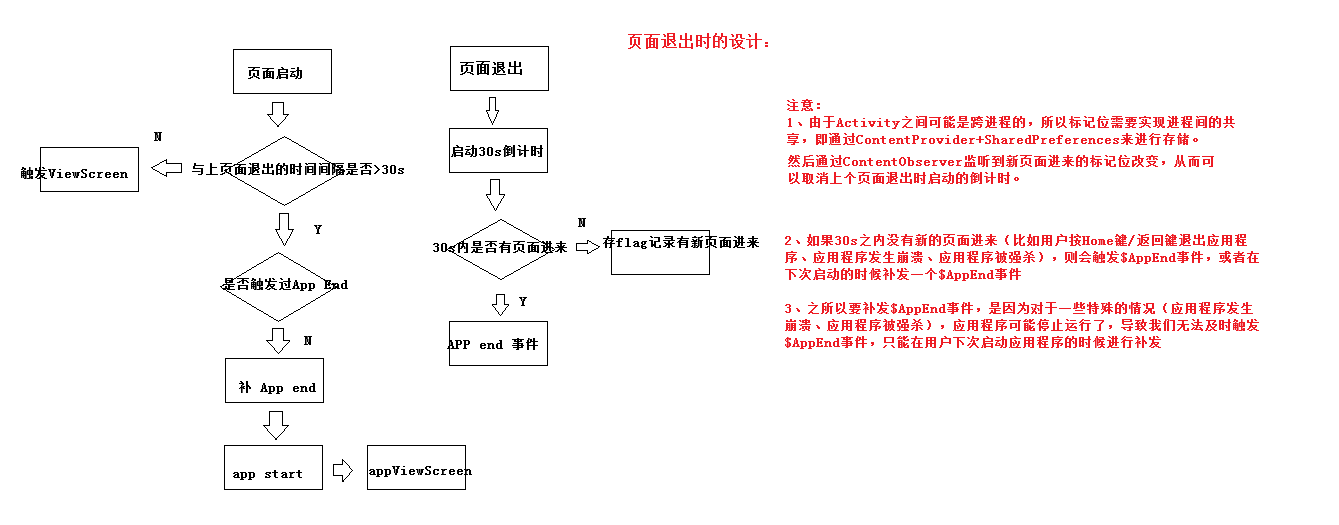 页面退出时的设计：
页面启动
页面退出
注意：
1、由于Activity之间可能是跨进程的，所以标记位需要实现进程间的共
享，即通过ContentProvider+SharedPreferences来进行存储。
然后通过ContentObserver监听到新页面进来的标记位改变，从而可
以取消上个页面退出时启动的倒计时。
N
启动30s倒计时
触发ViewScreen
与上页面退出的时间间隔是否>30s
Y
N
30s内是否有页面进来
存flag记录有新页面进来
2、如果30s之内没有新的页面进来（比如用户按Home键/返回键退出应用程
序、应用程序发生崩溃、应用程序被强杀），则会触发$AppEnd事件，或者在
下次启动的时候补发一个$AppEnd事件
是否触发过App End
Y
3、之所以要补发$AppEnd事件，是因为对于一些特殊的情况（应用程序发生
崩溃、应用程序被强杀），应用程序可能停止运行了，导致我们无法及时触发
$AppEnd事件，只能在用户下次启动应用程序的时候进行补发
N
APP end 事件
补 App end
app start
appViewScreen